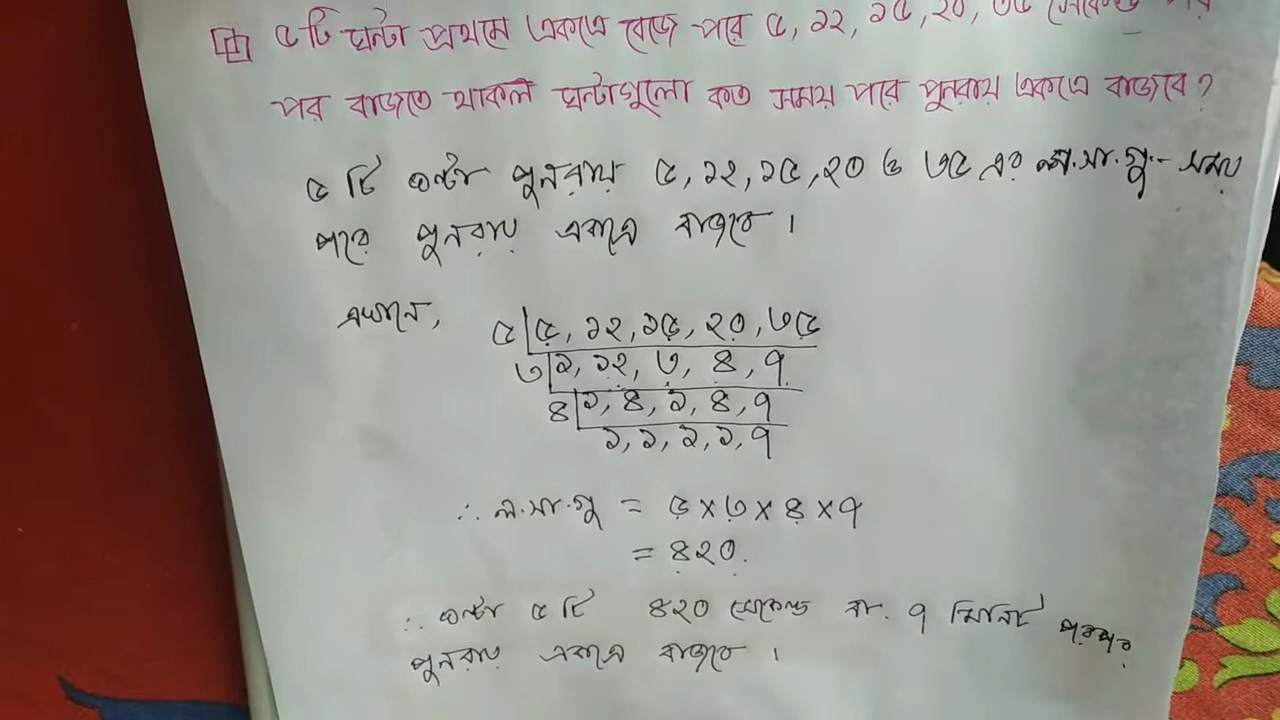 ৫টি ঘন্টা প্রথমে একত্রে বেজে পরে ৫, ১২, ১৫, ২০, ৩৫ সেকেন্ড পর
পর বাজতে থাকল ঘন্টাগুলো কত সময় পরে পুনরায় একত্রে বাজবে?
৫ টি ঘন্টা পুনরায় ৫, ১২, ১৫, ২০ ও ৩৫ এর ল.সা.গু.- সময়
পরে পুনরায় একত্রে বাজবে।
এখানে,
৫ | ৫, ১২, ১৫, ২০, ৩৫
৩ | ১, ১২, ৩, ৪, ৭
৪ | ১, ৪, ১, ৪, ৭
১, ১, ১, ১, ৭
∴ ল.সা.গু = ৫ × ৩ × ৪ × ৭
= ৪২০.
∴ ঘন্টা ৫ টি ৪২০ সেকেন্ড বা. ৭ মিনিট পরপর
পুনরায় একত্রে বাজবে।